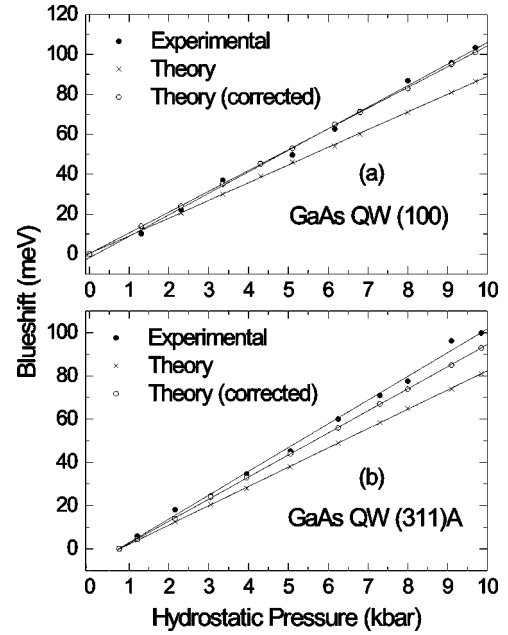 120
100
80
60
40
20
0
Experimental
Theory
Theory (corrected)
(a)
GaAs QW (100)
0 1 2 3 4 5 6 7 8 9 10
Blueshift (meV)
100
80
60
40
20
0
Experimental
Theory
Theory (corrected)
(b)
GaAs QW (311)A
0 1 2 3 4 5 6 7 8 9 10
Hydrostatic Pressure (kbar)